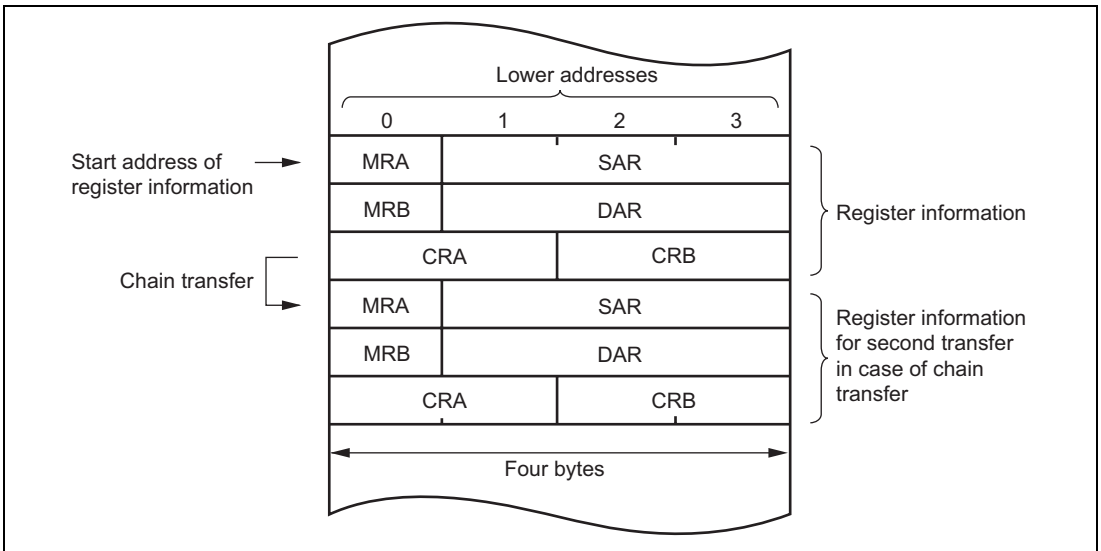 Lower addresses
0 1 2 3
Start address of
register information
MRA SAR
MRB DAR
CRA CRB
Register information
Chain transfer
MRA SAR
MRB DAR
CRA CRB
Register information
for second transfer
in case of chain
transfer
Four bytes